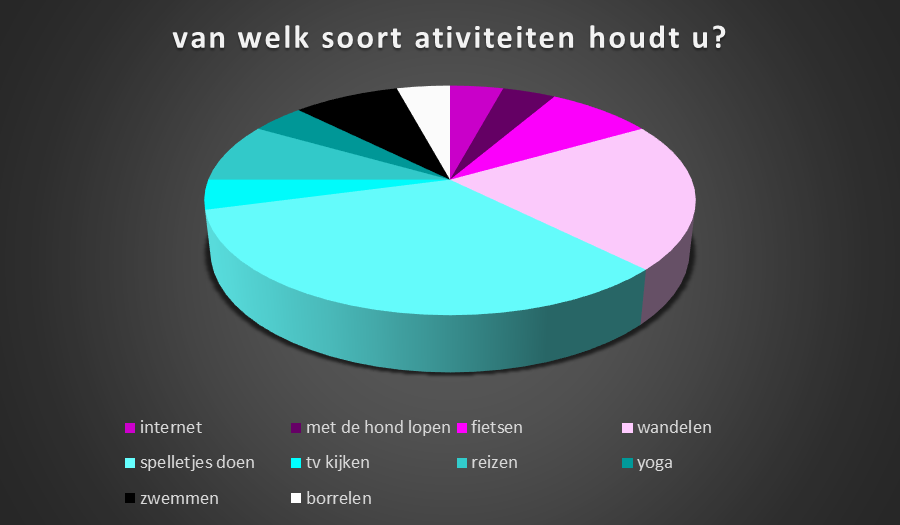 van welk soort ativiteiten houdt u?
internet met de hond lopen fietsen wandelen
spelletjes doen tv kijken reizen yoga
zwemmen borrelen